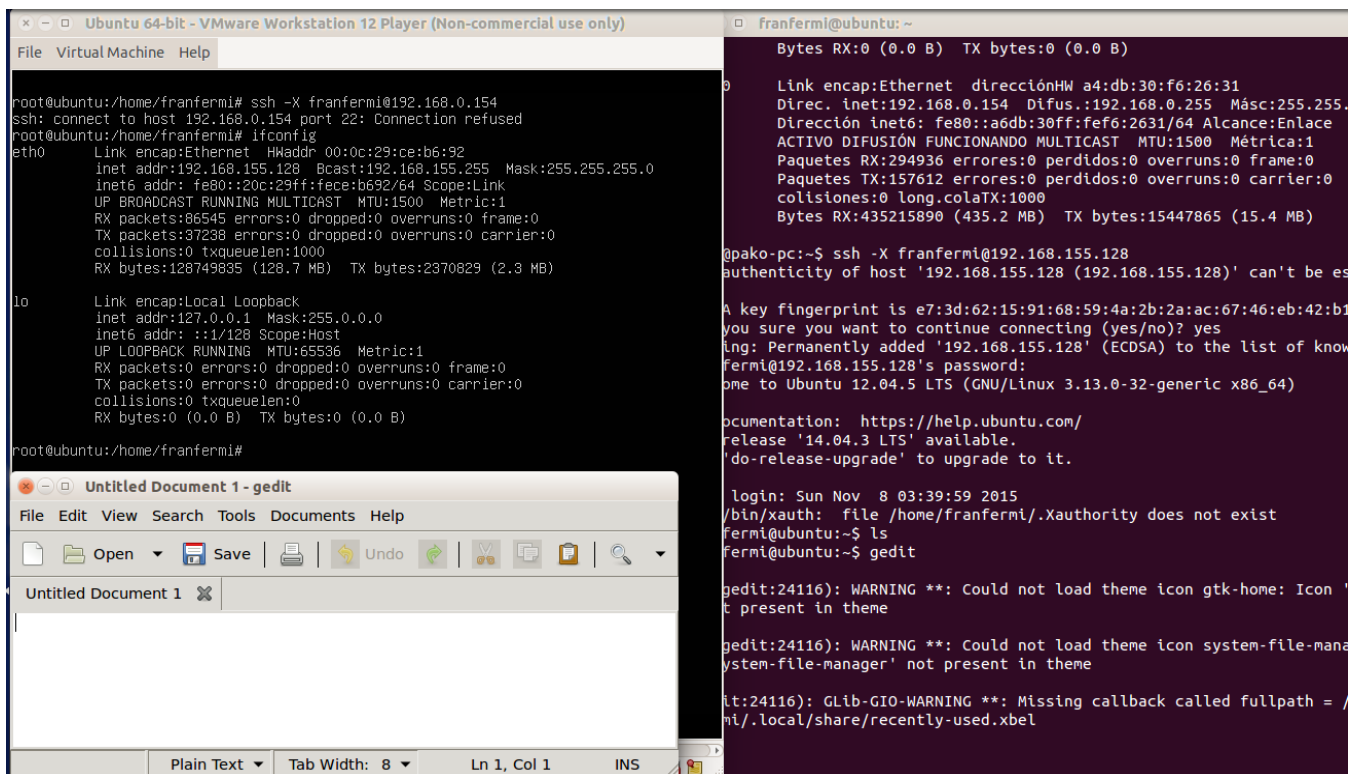 Ubuntu 64-bit - VMware Workstation 12 Player (Non-commercial use only)
File Virtual Machine Help
root@ubuntu:/home/franfermi# ssh -X franfermi@192.168.0.154
ssh: connect to host 192.168.0.154 port 22: Connection refused
root@ubuntu:/home/franfermi# ifconfig
eth0 Link encap:Ethernet HWaddr 00:0c:29:ce:b6:92
inet addr:192.168.155.128 Bcast:192.168.155.255 Mask:255.255.255.0
inet6 addr: fe80::20c:29ff:fece:b692/64 Scope:Link
UP BROADCAST RUNNING MULTICAST MTU:1500 Metric:1
RX packets:86545 errors:0 dropped:0 overruns:0 frame:0
TX packets:37238 errors:0 dropped:0 overruns:0 carrier:0
collisions:0 txqueuelen:1000
RX bytes:128749835 (128.7 MB) TX bytes:2370829 (2.3 MB)
lo Link encap:Local Loopback
inet addr:127.0.0.1 Mask:255.0.0.0
inet6 addr: ::1/128 Scope:Host
UP LOOPBACK RUNNING MTU:65536 Metric:1
RX packets:0 errors:0 dropped:0 overruns:0 frame:0
TX packets:0 errors:0 dropped:0 overruns:0 carrier:0
collisions:0 txqueuelen:0
RX bytes:0 (0.0 B) TX bytes:0 (0.0 B)
root@ubuntu:/home/franfermi#
Untitled Document 1 - gedit
File Edit View Search Tools Documents Help
Open Save Undo
Untitled Document 1
Plain Text Tab Width: 8 Ln 1, Col 1 INS
franfermi@ubuntu: ~
Bytes RX:0 (0.0 B) TX bytes:0 (0.0 B)
0 Link encap:Ethernet direcciónHW a4:db:30:f6:26:31
Direc. inet:192.168.0.154 Difus.:192.168.0.255 Másc:255.255.
Dirección inet6: fe80::a6db:30ff:fef6:2631/64 Alcance:Enlace
ACTIVO DIFUSIÓN FUNCIONANDO MULTICAST MTU:1500 Métrica:1
Paquetes RX:294936 errores:0 perdidos:0 overruns:0 frame:0
Paquetes TX:157612 errores:0 perdidos:0 overruns:0 carrier:0
colisiones:0 long.colaTX:1000
Bytes RX:435215890 (435.2 MB) TX bytes:15447865 (15.4 MB)
@pako-pc:~$ ssh -X franfermi@192.168.155.128
authenticity of host '192.168.155.128 (192.168.155.128)' can't be es
A key fingerprint is e7:3d:62:15:91:68:59:4a:2b:2a:ac:67:46:eb:42:b1
you sure you want to continue connecting (yes/no)? yes
ing: Permanently added '192.168.155.128' (ECDSA) to the list of know
fermi@192.168.155.128's password:
ome to Ubuntu 12.04.5 LTS (GNU/Linux 3.13.0-32-generic x86_64)
ocumentation: https://help.ubuntu.com/
release '14.04.3 LTS' available.
'do-release-upgrade' to upgrade to it.
login: Sun Nov 8 03:39:59 2015
/bin/xauth: file /home/franfermi/.Xauthority does not exist
fermi@ubuntu:~$ ls
fermi@ubuntu:~$ gedit
gedit:24116): WARNING **: Could not load theme icon gtk-home: Icon '
t present in theme
gedit:24116): WARNING **: Could not load theme icon system-file-mana
ystem-file-manager' not present in theme
it:24116): GLib-GIO-WARNING **: Missing callback called fullpath = /
mi/.local/share/recently-used.xbel